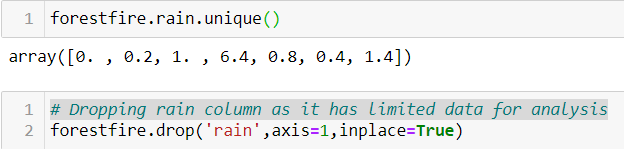 1 forestfire.rain.unique()
array([0. , 0.2, 1. , 6.4, 0.8, 0.4, 1.4])
1 # Dropping rain column as it has limited data for analysis
2 forestfire.drop('rain',axis=1,inplace=True)